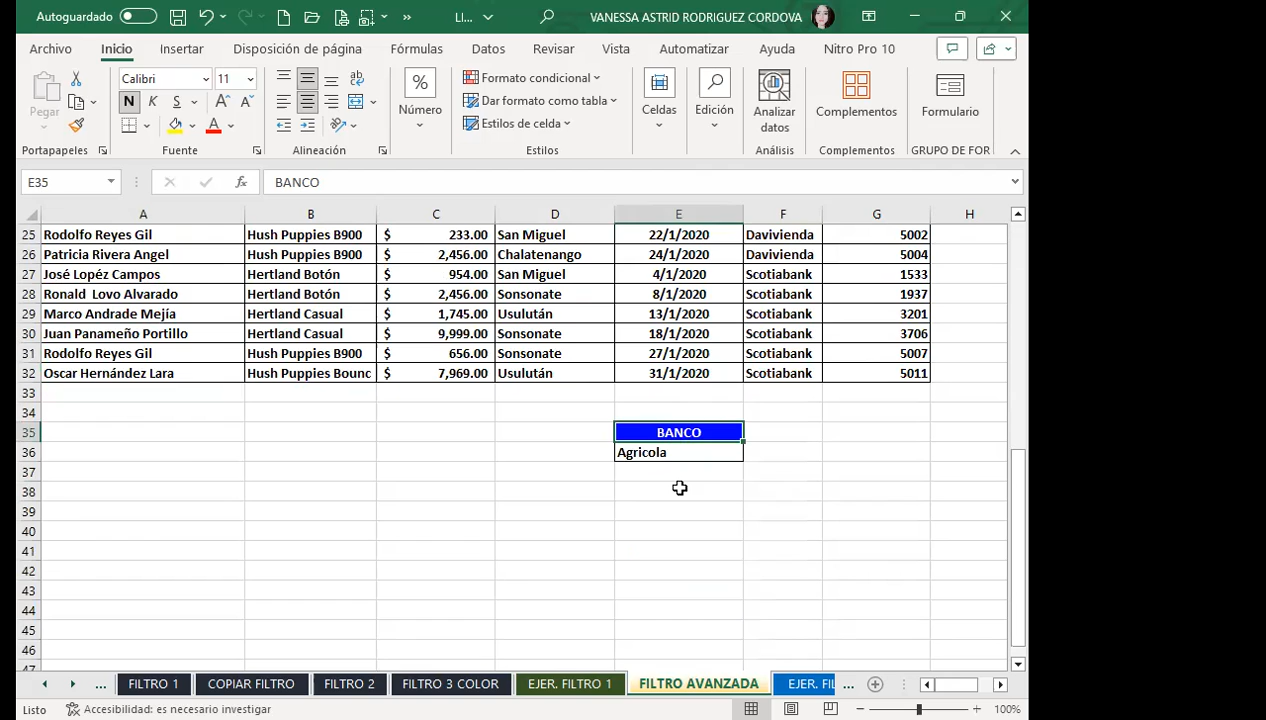 Autoguardado LI... VANESSA ASTRID RODRIGUEZ CORDOVA
Archivo Inicio Insertar Disposición de página Fórmulas Datos Revisar Vista Automatizar Ayuda Nitro Pro 10
Pegar
Portapapeles
Calibri 11
N K S
Fuente
Alineación
% Número
Formato condicional
Dar formato como tabla
Estilos de celda
Estilos
Celdas
Edición
Analizar datos
Análisis
Complementos
Complementos
Formulario
GRUPO DE FOR
E35 fx BANCO
A B C D E F G H
25 Rodolfo Reyes Gil Hush Puppies B900 $ 233.00 San Miguel 22/1/2020 Davivienda 5002
26 Patricia Rivera Angel Hush Puppies B900 $ 2,456.00 Chalatenango 24/1/2020 Davivienda 5004
27 José Lopéz Campos Hertland Botón $ 954.00 San Miguel 4/1/2020 Scotiabank 1533
28 Ronald Lovo Alvarado Hertland Botón $ 2,456.00 Sonsonate 8/1/2020 Scotiabank 1937
29 Marco Andrade Mejía Hertland Casual $ 1,745.00 Usulután 13/1/2020 Scotiabank 3201
30 Juan Panameño Portillo Hertland Casual $ 9,999.00 Sonsonate 18/1/2020 Scotiabank 3706
31 Rodolfo Reyes Gil Hush Puppies B900 $ 656.00 Sonsonate 27/1/2020 Scotiabank 5007
32 Oscar Hernández Lara Hush Puppies Bounc $ 7,969.00 Usulután 31/1/2020 Scotiabank 5011
33
34
35 BANCO
36 Agricola
37
38
39
40
41
42
43
44
45
46
47
... FILTRO 1 COPIAR FILTRO FILTRO 2 FILTRO 3 COLOR EJER. FILTRO 1 FILTRO AVANZADA EJER. FIL ...
Listo Accesibilidad: es necesario investigar 100%